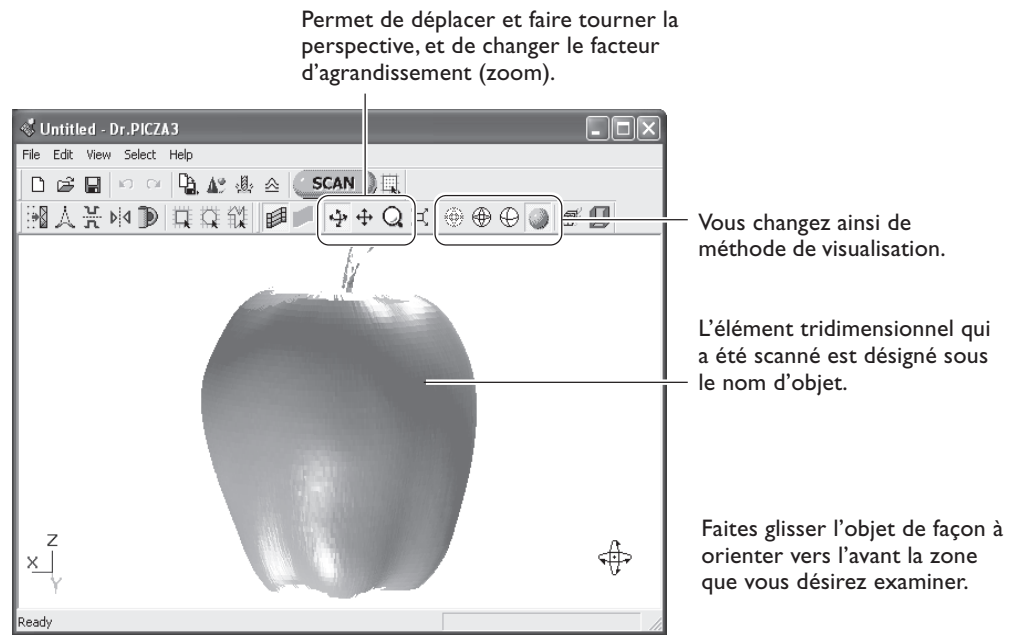 Permet de déplacer et faire tourner la
perspective, et de changer le facteur
d’agrandissement (zoom).
Untitled - Dr.PICZA3
File Edit View Select Help
SCAN
Vous changez ainsi de
méthode de visualisation.
L’élément tridimensionnel qui
a été scanné est désigné sous
le nom d’objet.
Faites glisser l’objet de façon à
orienter vers l’avant la zone
que vous désirez examiner.
Z
X
Y
Ready